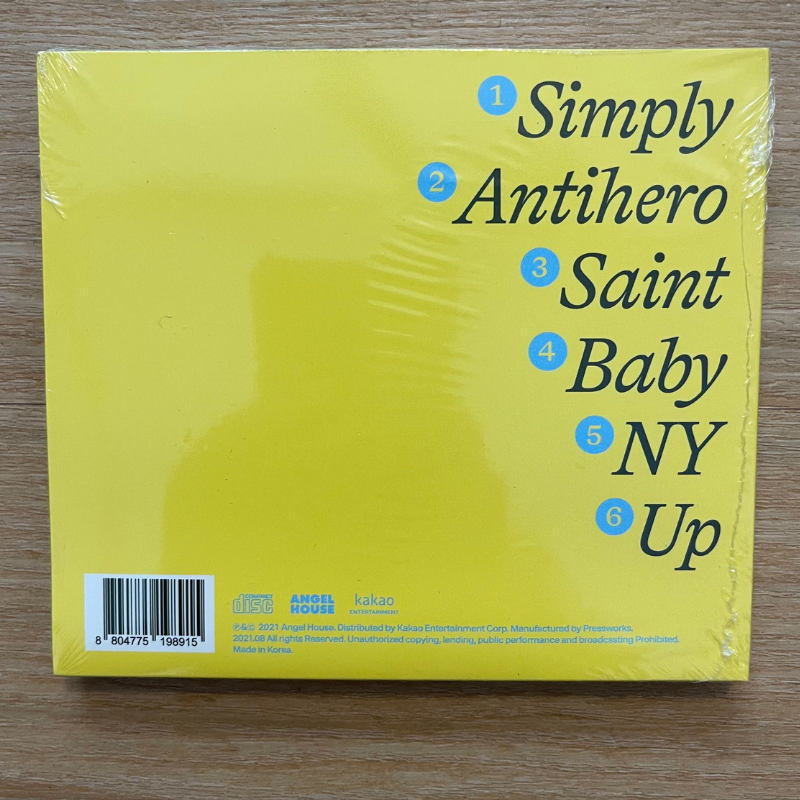 1 Simply
2 Antihero
3 Saint
4 Baby
5 NY
6 Up
8 804775 198915
COMPACT
disc
ANGEL
HOUSE
kakao
ENTERTAINMENT
℗&© 2021 Angel House. Distributed by Kakao Entertainment Corp. Manufactured by Pressworks.
2021.08 All rights Reserved. Unauthorized copying, lending, public performance and broadcssting Prohibited.
Made in Korea.